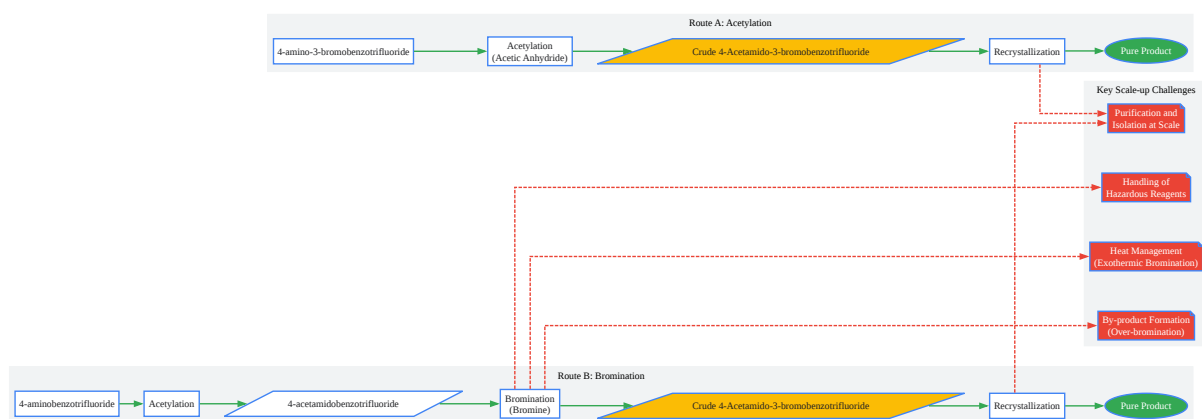 Route A: Acetylation
4-amino-3-bromobenzotrifluoride
Acetylation
(Acetic Anhydride)
Crude 4-Acetamido-3-bromobenzotrifluoride
Recrystallization
Pure Product
Key Scale-up Challenges
Purification and
Isolation at Scale
Handling of
Hazardous Reagents
Heat Management
(Exothermic Bromination)
By-product Formation
(Over-bromination)
Route B: Bromination
4-aminobenzotrifluoride
Acetylation
4-acetamidobenzotrifluoride
Bromination
(Bromine)
Crude 4-Acetamido-3-bromobenzotrifluoride
Recrystallization
Pure Product